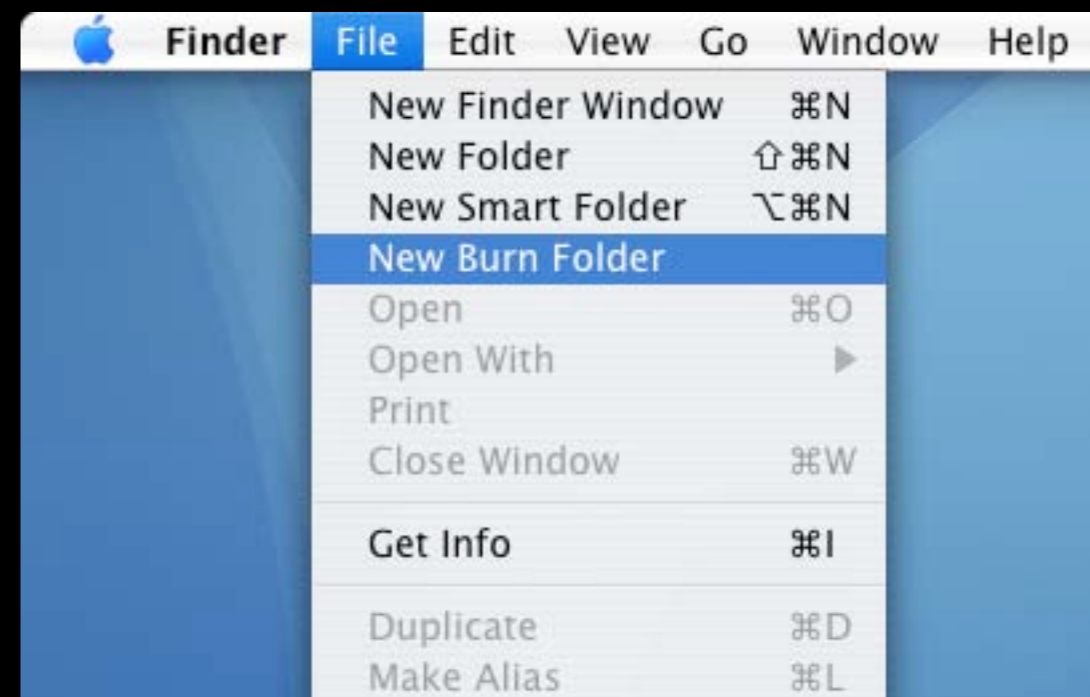 Finder File Edit View Go Window Help
New Finder Window ⌘N
New Folder ⇧⌘N
New Smart Folder ⌥⌘N
New Burn Folder
Open ⌘O
Open With ▶
Print
Close Window ⌘W
Get Info ⌘I
Duplicate ⌘D
Make Alias ⌘L